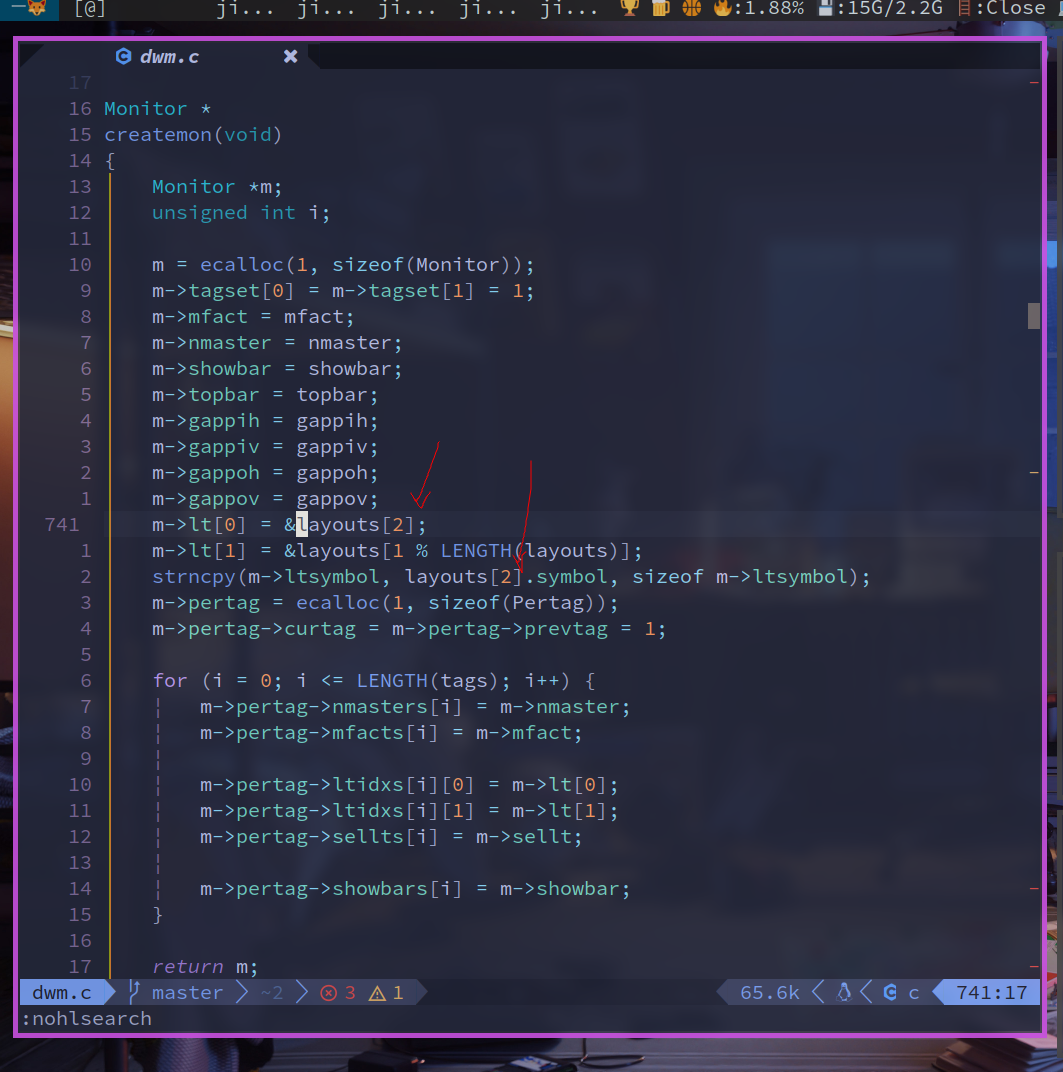 [@] ji... ji... ji... ji... ji... :1.88% :15G/2.2G :Close
dwm.c ✖
17
16 Monitor *
15 createmon(void)
14 {
13 Monitor *m;
12 unsigned int i;
11
10 m = ecalloc(1, sizeof(Monitor));
9 m->tagset[0] = m->tagset[1] = 1;
8 m->mfact = mfact;
7 m->nmaster = nmaster;
6 m->showbar = showbar;
5 m->topbar = topbar;
4 m->gappih = gappih;
3 m->gappiv = gappiv;
2 m->gappoh = gappoh;
1 m->gappov = gappov;
741 m->lt[0] = &layouts[2];
1 m->lt[1] = &layouts[1 % LENGTH(layouts)];
2 strncpy(m->ltsymbol, layouts[2].symbol, sizeof m->ltsymbol);
3 m->pertag = ecalloc(1, sizeof(Pertag));
4 m->pertag->curtag = m->pertag->prevtag = 1;
5
6 for (i = 0; i <= LENGTH(tags); i++) {
7 m->pertag->nmasters[i] = m->nmaster;
8 m->pertag->mfacts[i] = m->mfact;
9
10 m->pertag->ltidxs[i][0] = m->lt[0];
11 m->pertag->ltidxs[i][1] = m->lt[1];
12 m->pertag->sellts[i] = m->sellt;
13
14 m->pertag->showbars[i] = m->showbar;
15 }
16
17 return m;
dwm.c master ~2 3 1 65.6k c 741:17
:nohlsearch